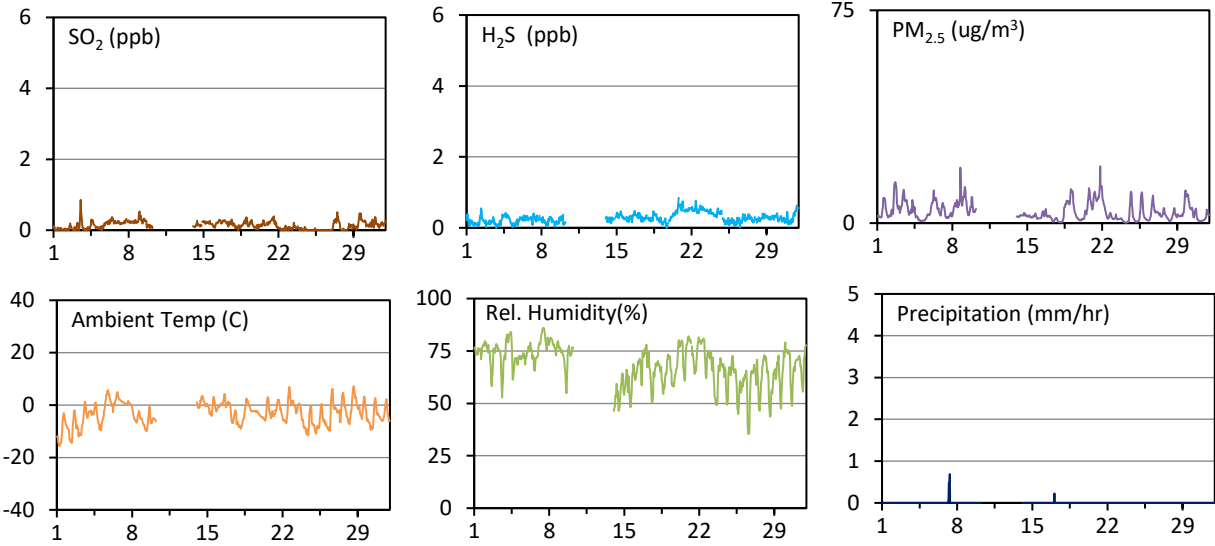 SO₂ (ppb)
6
4
2
0
1 8 15 22 29
H₂S (ppb)
6
4
2
0
1 8 15 22 29
PM₂.₅ (ug/m³)
75
0
1 8 15 22 29
Ambient Temp (C)
40
20
0
-20
-40
1 8 15 22 29
Rel. Humidity(%)
100
75
50
25
0
1 8 15 22 29
Precipitation (mm/hr)
5
4
3
2
1
0
1 8 15 22 29